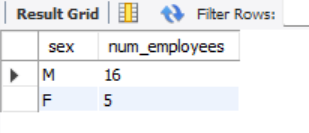 Result Grid Filter Rows:
sex num_employees
M 16
F 5